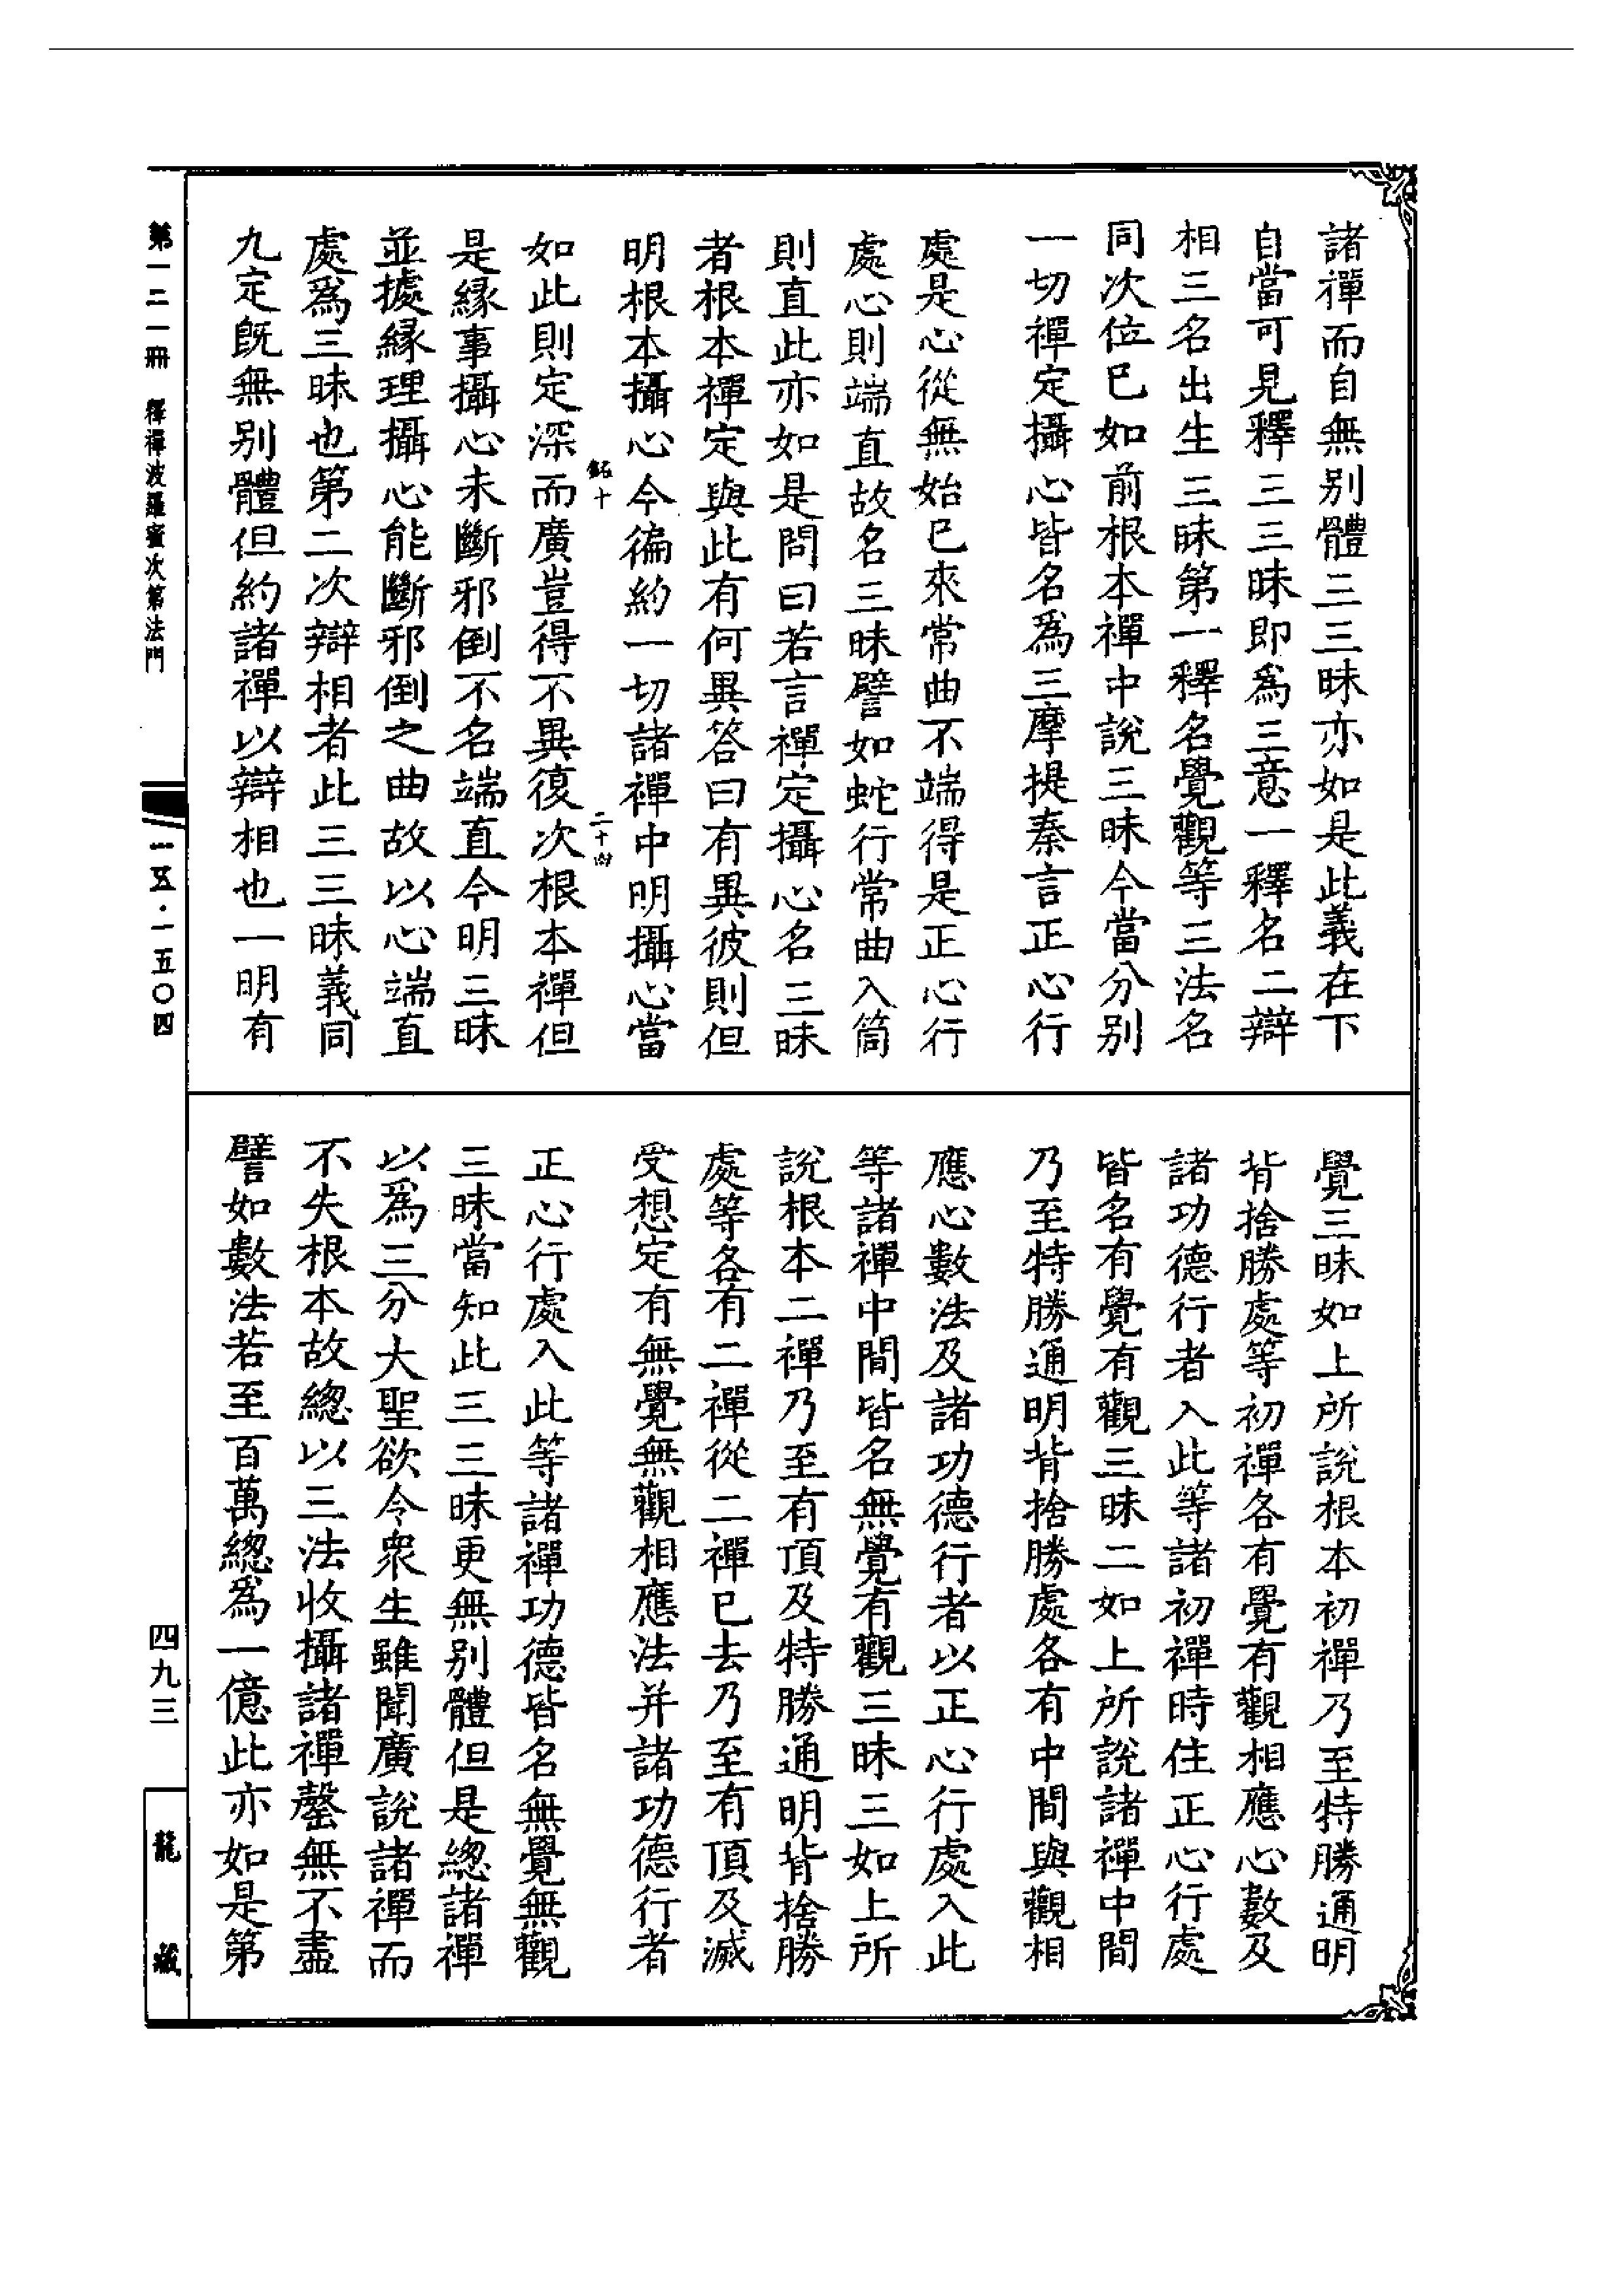 諸禪而自無别體三三昧亦如是此義在下
自當可見釋三三昧即為三意一釋名二辯
相三名出生三昧第一釋名覺觀等三法名
同次位已如前根本禪中說三昧今當分别
一切禪定攝心皆名為三摩提秦言正心行
處是心從無始已來常曲不端得是正心行
處心則端直故名三昧譬如蛇行常曲入筒
則直此亦如是問曰若言禪定攝心名三昧
者根本禪定與此有何異答曰有異彼則但
明根本攝心今徧約一切諸禪中明攝心當
鉻十
二十四
如此則定深而廣豈得不異復次根本禪但
是緣事攝心未斷邪倒不名端直今明三昧
並據緣理攝心能斷邪倒之曲故以心端直
處為三昧也第二次辯相者此三三昧義同
九定旣無别體但約諸禪以辯相也一明有
覺三昧如上所說根本初禪乃至特勝通明
背捨勝處等初禪各有覺有觀相應心數及
諸功德行者入此等諸初禪時住正心行處
皆名有覺有觀三昧二如上所說諸禪中間
乃至特勝通明背捨勝處各有中間與觀相
應心數法及諸功德行者以正心行處入此
等諸禪中間皆名無覺有觀三昧三如上所
說根本二禪乃至有頂及特勝通明背捨勝
處等各有二禪從二禪已去乃至有頂及滅
受想定有無覺無觀相應法并諸功德行者
正心行處入此等諸禪功德皆名無覺無觀
三昧當知此三三昧更無别體但是總諸禪
以為三分大聖欲令衆生雖聞廣說諸禪而
不失根本故總以三法收攝諸禪罄無不盡
譬如數法若至百萬總為一億此亦如是第
第一二一冊 釋禪波羅蜜次第法門
一五·一五〇四
四九三
龍藏